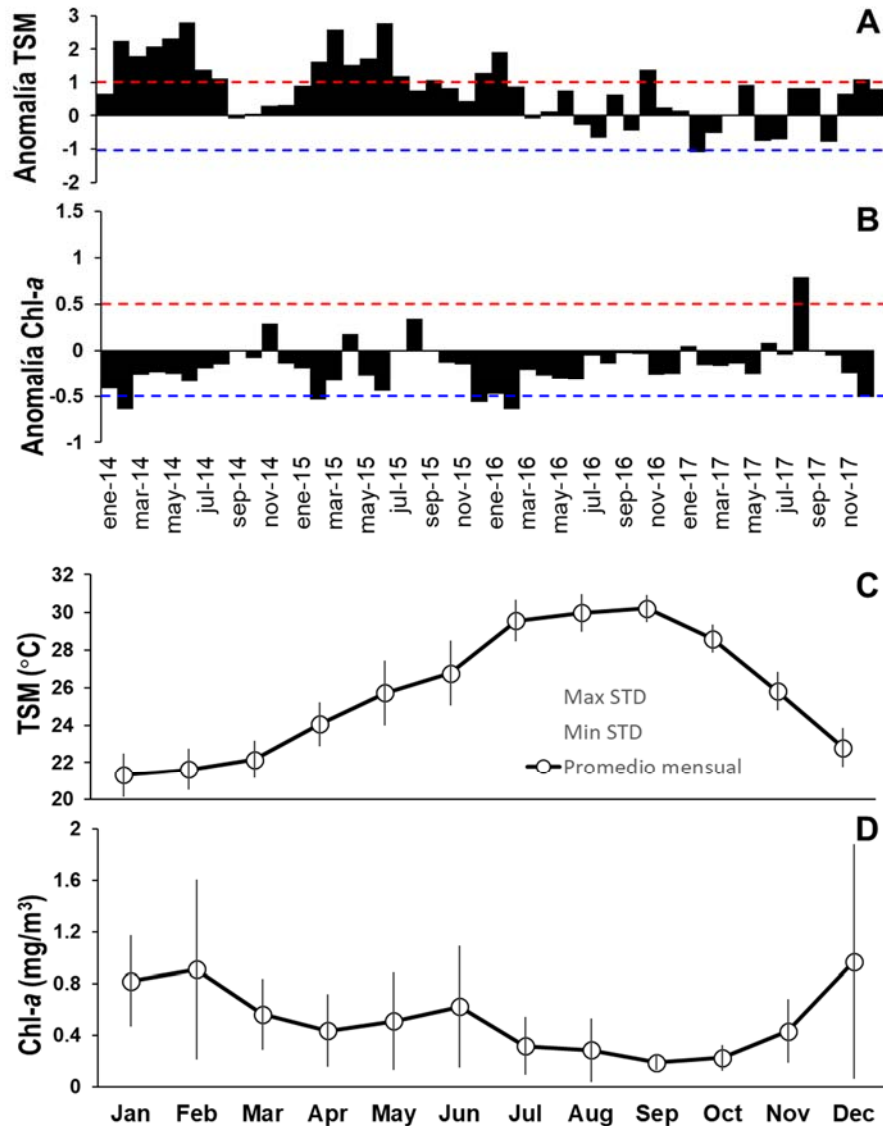 A
Anomalía TSM
3
2
1
0
-1
-2
B
Anomalía Chl-a
1.5
1
0.5
0
-0.5
-1
ene-14
mar-14
may-14
jul-14
sep-14
nov-14
ene-15
mar-15
may-15
jul-15
sep-15
nov-15
ene-16
mar-16
may-16
jul-16
sep-16
nov-16
ene-17
mar-17
may-17
jul-17
sep-17
nov-17
C
TSM (°C)
32
30
28
26
24
22
20
Max STD
Min STD
Promedio mensual
D
Chl-a (mg/m³)
2
1.6
1.2
0.8
0.4
0
Jan Feb Mar Apr May Jun Jul Aug Sep Oct Nov Dec